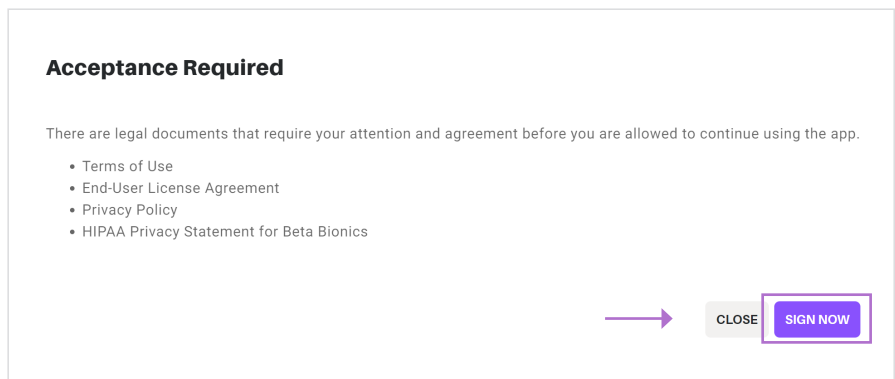 Acceptance Required
There are legal documents that require your attention and agreement before you are allowed to continue using the app.
• Terms of Use
• End-User License Agreement
• Privacy Policy
• HIPAA Privacy Statement for Beta Bionics
CLOSE SIGN NOW